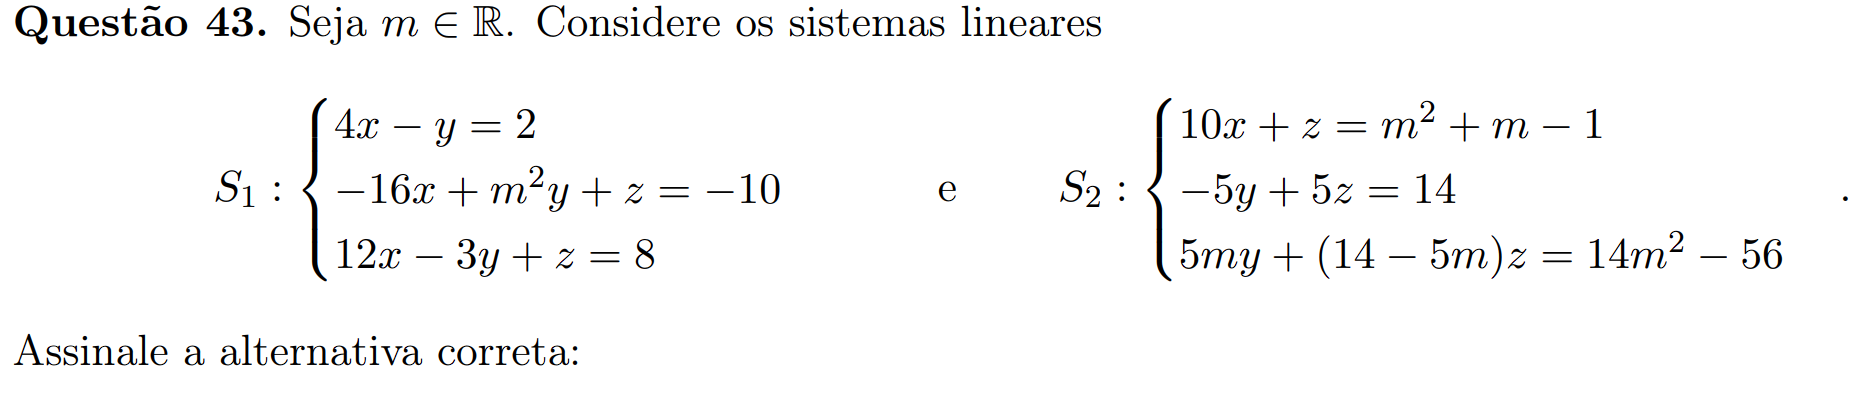 Questão 43. Seja m ∈ ℝ. Considere os sistemas lineares
S₁ : { 4x − y = 2
−16x + m²y + z = −10
12x − 3y + z = 8
e
S₂ : { 10x + z = m² + m − 1
−5y + 5z = 14
5my + (14 − 5m)z = 14m² − 56
.
Assinale a alternativa correta: